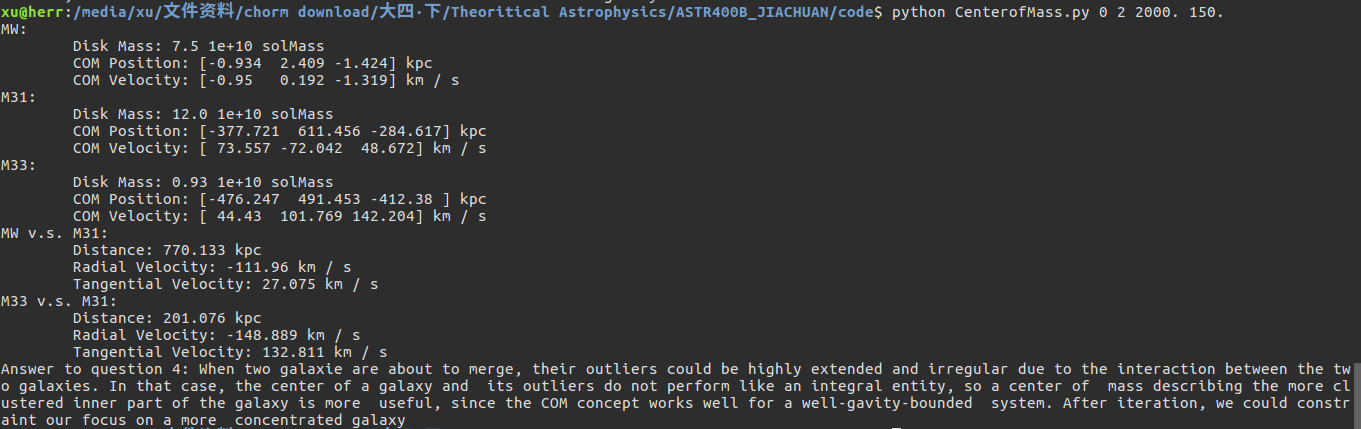 xu@herr:/media/xu/文件资料/chorm download/大四·下/Theoritical Astrophysics/ASTR400B_JIACHUAN/code$ python CenterofMass.py 0 2 2000. 150.
MW:
Disk Mass: 7.5 1e+10 solMass
COM Position: [-0.934  2.409 -1.424] kpc
COM Velocity: [-0.95   0.192 -1.319] km / s
M31:
Disk Mass: 12.0 1e+10 solMass
COM Position: [-377.721  611.456 -284.617] kpc
COM Velocity: [ 73.557 -72.042  48.672] km / s
M33:
Disk Mass: 0.93 1e+10 solMass
COM Position: [-476.247  491.453 -412.38 ] kpc
COM Velocity: [ 44.43  101.769 142.204] km / s
MW v.s. M31:
Distance: 770.133 kpc
Radial Velocity: -111.96 km / s
Tangential Velocity: 27.075 km / s
M33 v.s. M31:
Distance: 201.076 kpc
Radial Velocity: -148.889 km / s
Tangential Velocity: 132.811 km / s
Answer to question 4: When two galaxie are about to merge, their outliers could be highly extended and irregular due to the interaction between the tw
o galaxies. In that case, the center of a galaxy and  its outliers do not perform like an integral entity, so a center of  mass describing the more cl
ustered inner part of the galaxy is more  useful, since the COM concept works well for a well-gavity-bounded  system. After iteration, we could constr
aint our focus on a more  concentrated galaxy